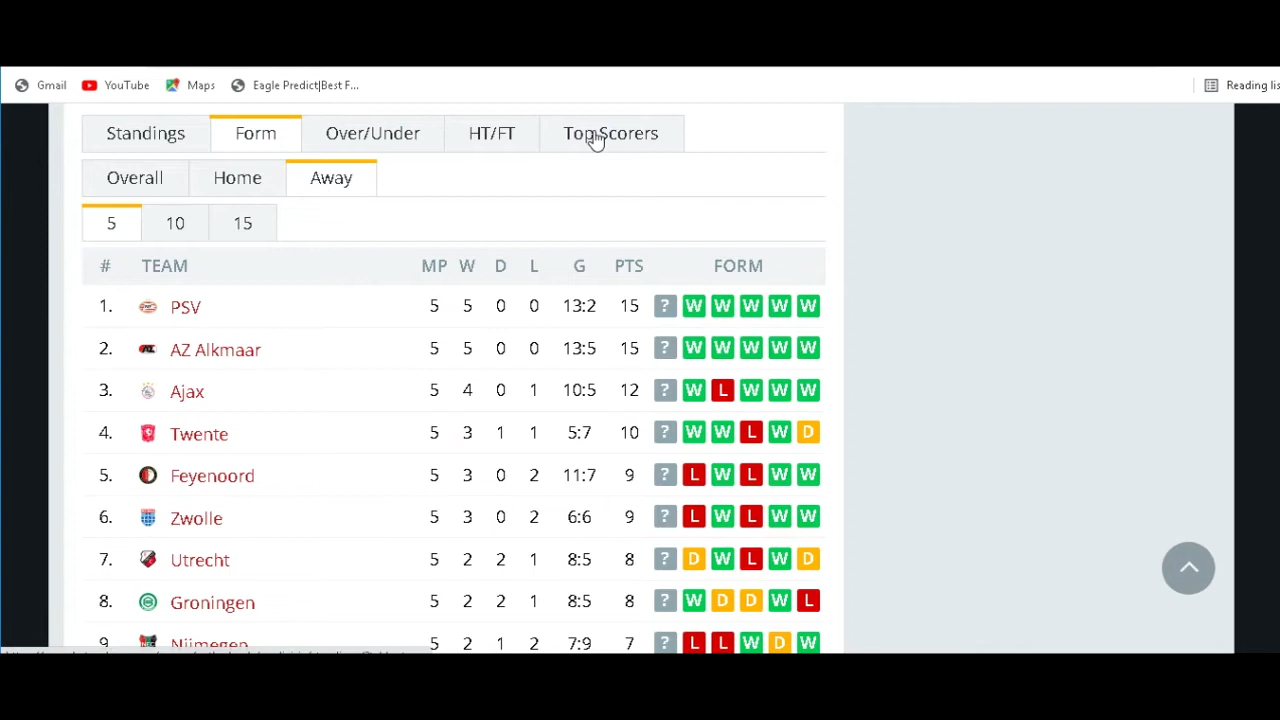 Gmail YouTube Maps Eagle Predict|Best F... Reading lis
Standings Form Over/Under HT/FT Top Scorers
Overall Home Away
5 10 15
# TEAM MP W D L G PTS FORM
1. PSV 5 5 0 0 13:2 15 ? W W W W W
2. AZ Alkmaar 5 5 0 0 13:5 15 ? W W W W W
3. Ajax 5 4 0 1 10:5 12 ? W L W W W
4. Twente 5 3 1 1 5:7 10 ? W W L W D
5. Feyenoord 5 3 0 2 11:7 9 ? L W L W W
6. Zwolle 5 3 0 2 6:6 9 ? L W L W W
7. Utrecht 5 2 2 1 8:5 8 ? D W L W D
8. Groningen 5 2 2 1 8:5 8 ? W D D W L
9. Nijmegen 5 2 1 2 7:9 7 ? L L W D W